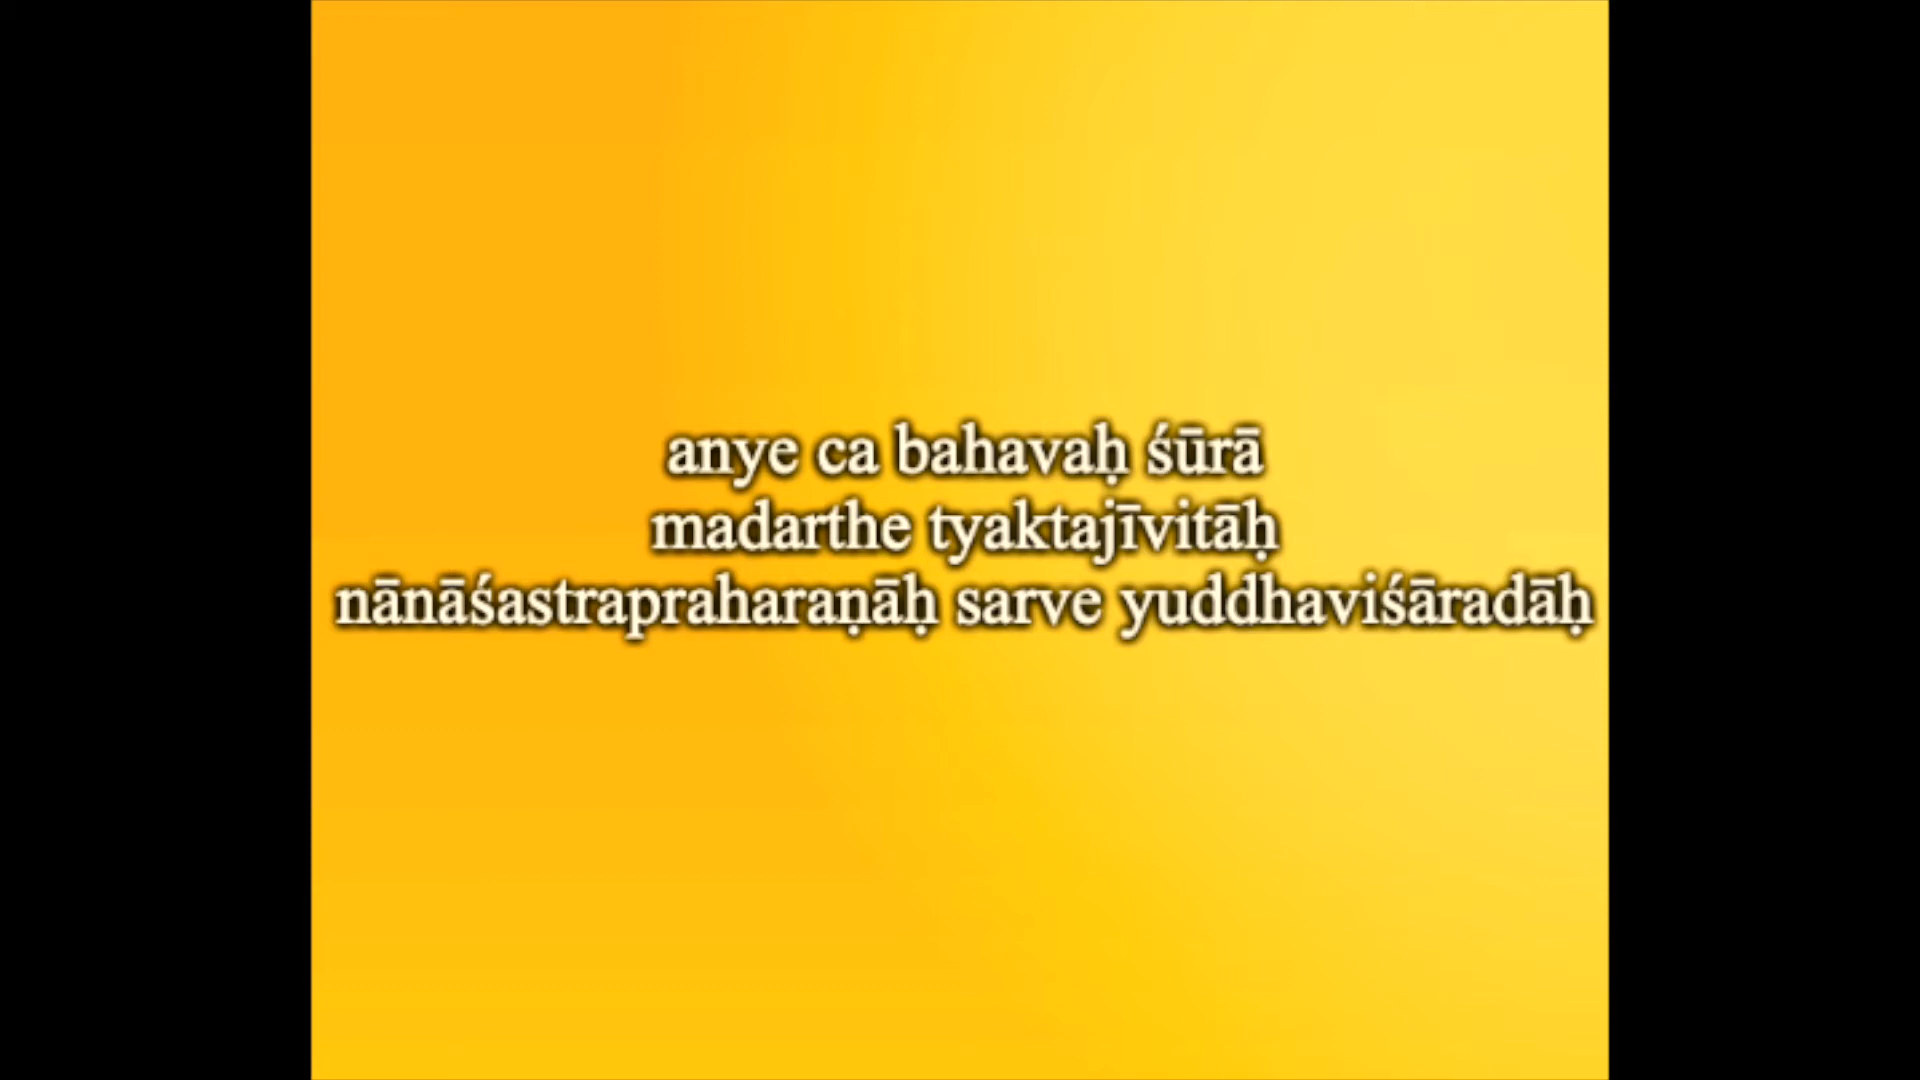 anye ca bahavaḥ śūrā
madarthe tyaktajīvitāḥ
nānāśastrapraharaṇāḥ sarve yuddhaviśāradāḥ